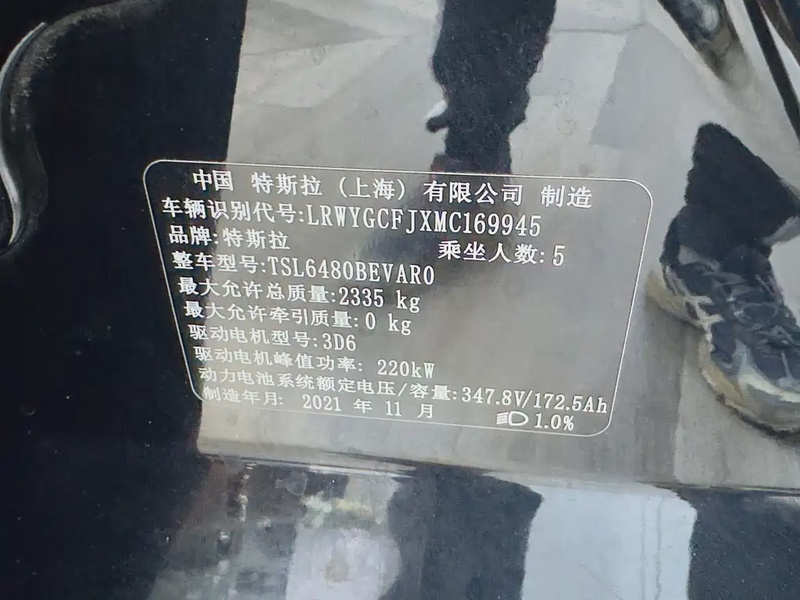 中国 特斯拉 (上海) 有限公司 制造
车辆识别代号:LRWYGCFJXMC169945
品牌:特斯拉 乘坐人数:5
整车型号:TSL6480BEVAR0
最大允许总质量:2335 kg
最大允许牵引质量:0 kg
驱动电机型号:3D6
驱动电机峰值功率: 220kW
动力电池系统额定电压/容量:347.8V/172.5Ah
制造年月: 2021 年 11 月 1.0%